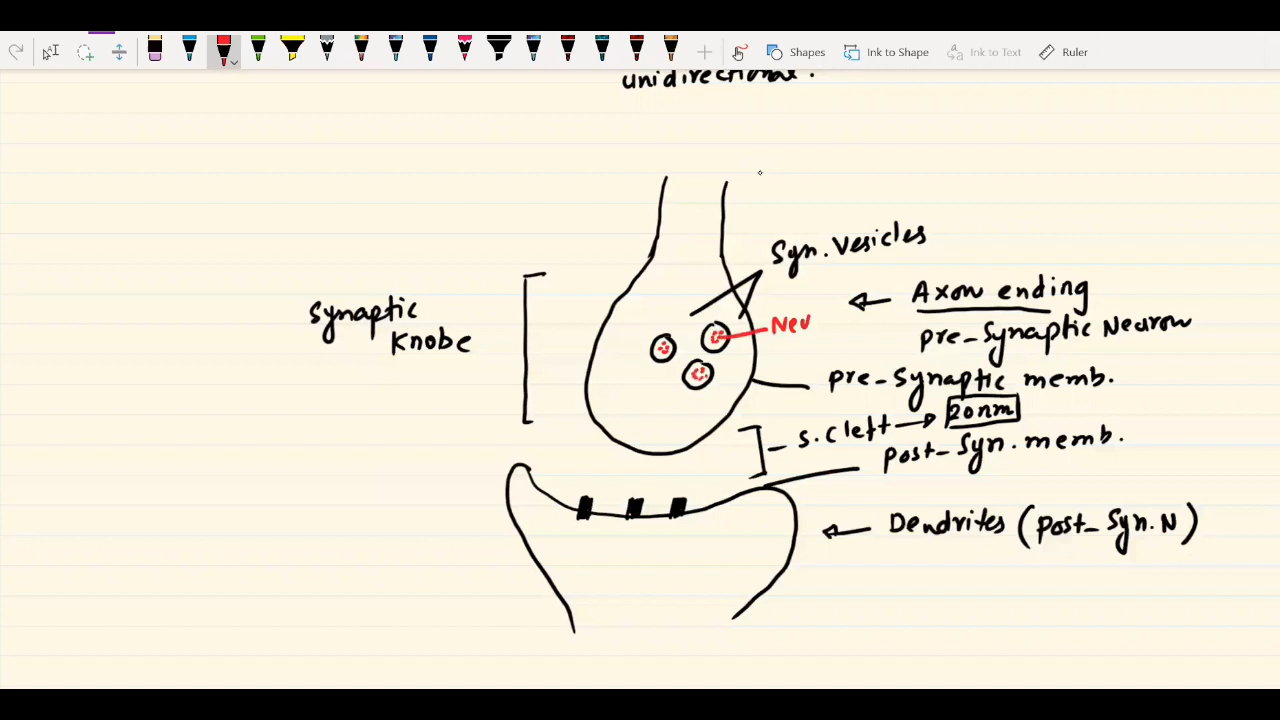 Shapes
Ink to Shape
Ink to Text
Ruler
unidirectional.
Syn. Vesicles
Axon ending
pre-Synaptic Neuron
Synaptic
Knobe
Neu
pre-Synaptic memb.
20nm
S. Cleft
post-Syn. memb.
Dendrites (post-Syn. N)